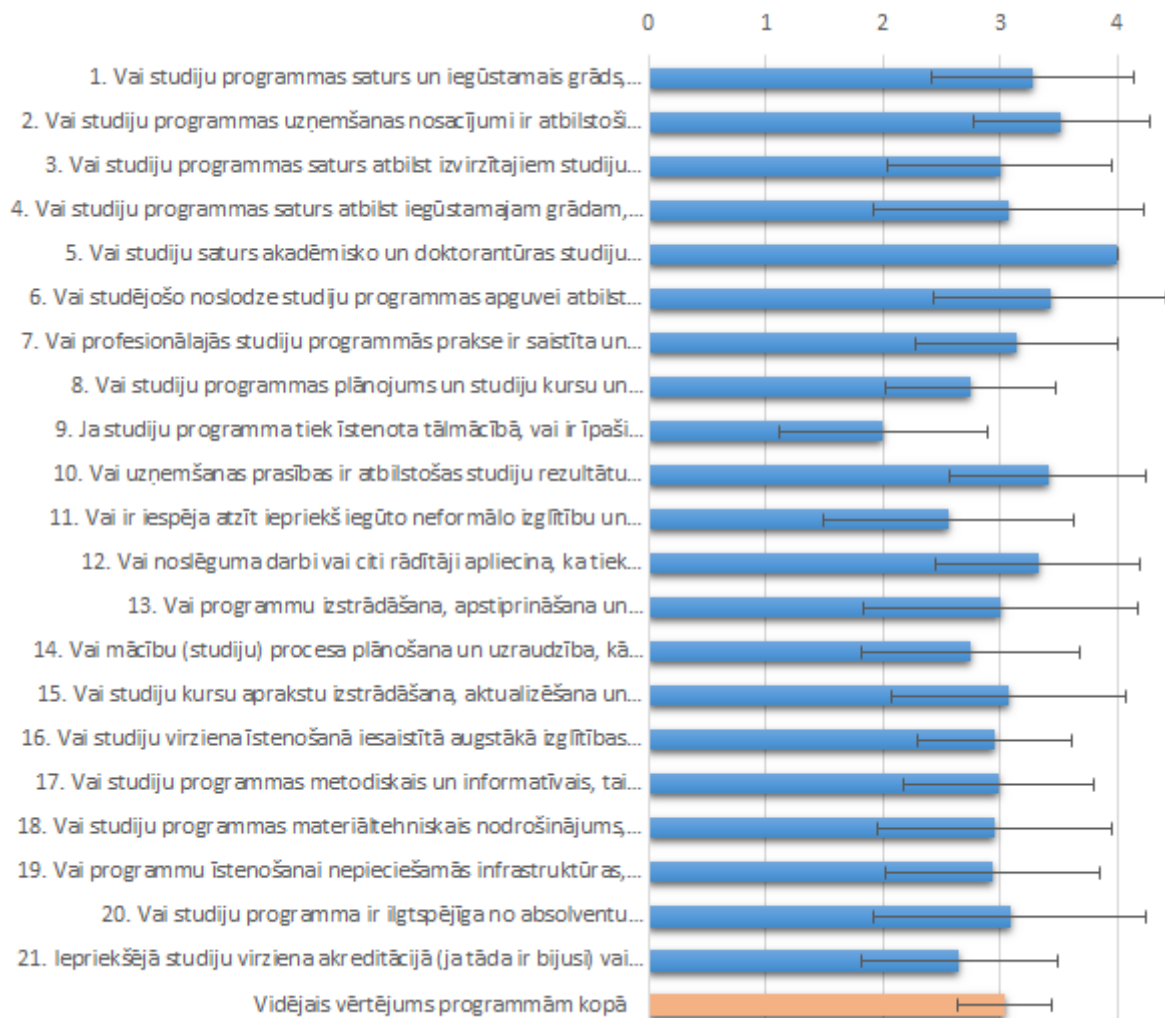 0 1 2 3 4
1. Vai studiju programmas saturs un iegūstamais grāds,...
2. Vai studiju programmas uzņemšanas nosacījumi ir atbilstoši...
3. Vai studiju programmas saturs atbilst izvirzītajiem studiju...
4. Vai studiju programmas saturs atbilst iegūstamajam grādam,...
5. Vai studiju saturs akadēmisko un doktorantūras studiju...
6. Vai studējošo noslodze studiju programmas apguvei atbilst...
7. Vai profesionālajās studiju programmās prakse ir saistīta un...
8. Vai studiju programmas plānojums un studiju kursu un...
9. Ja studiju programma tiek īstenota tālmācībā, vai ir īpaši...
10. Vai uzņemšanas prasības ir atbilstošas studiju rezultātu...
11. Vai ir iespēja atzīt iepriekš iegūto neformālo izglītību un...
12. Vai noslēguma darbi vai citi rādītāji apliecina, ka tiek...
13. Vai programmu izstrādāšana, apstiprināšana un...
14. Vai mācību (studiju) procesa plānošana un uzraudzība, kā...
15. Vai studiju kursu aprakstu izstrādāšana, aktualizēšana un...
16. Vai studiju virziena īstenošanā iesaistītā augstākā izglītības...
17. Vai studiju programmas metodiskais un informatīvais, tai...
18. Vai studiju programmas materiāltehniskais nodrošinājums,...
19. Vai programmu īstenošanai nepieciešamās infrastruktūras,...
20. Vai studiju programma ir ilgtspējīga no absolventu...
21. Iepriekšējā studiju virziena akreditācijā (ja tāda ir bijusi) vai...
Vidējais vērtējums programmām kopā